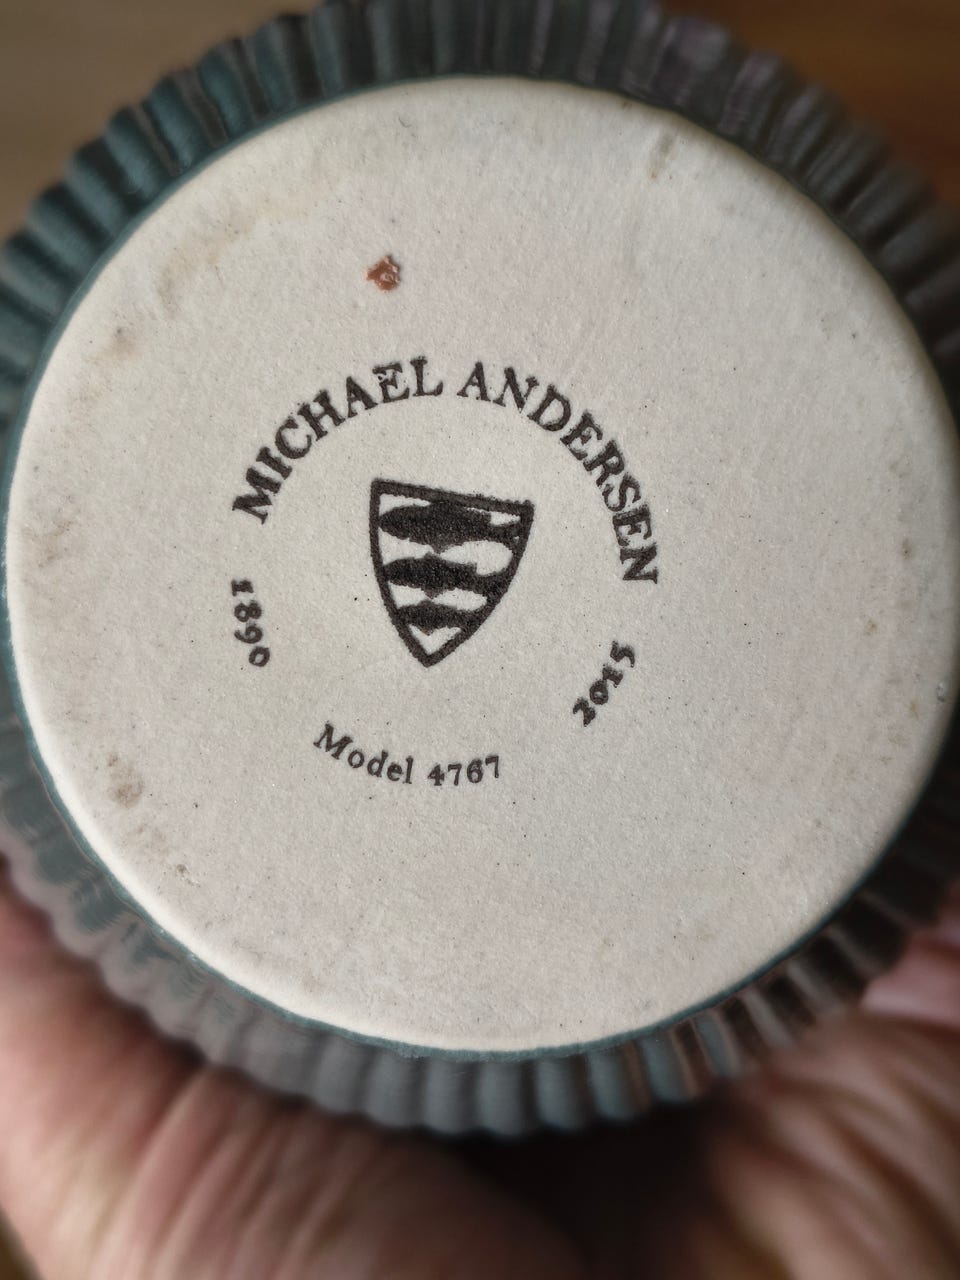 MICHAEL ANDERSEN
1890
2015
Model 4767